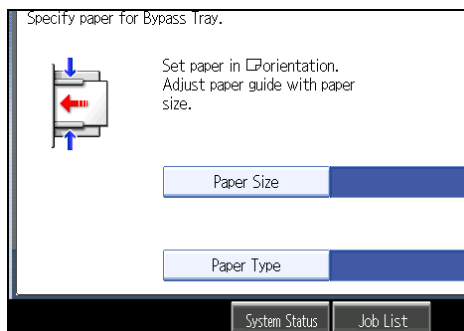 Specify paper for Bypass Tray.
Set paper in orientation.
Adjust paper guide with paper
size.
Paper Size
Paper Type
System Status Job List